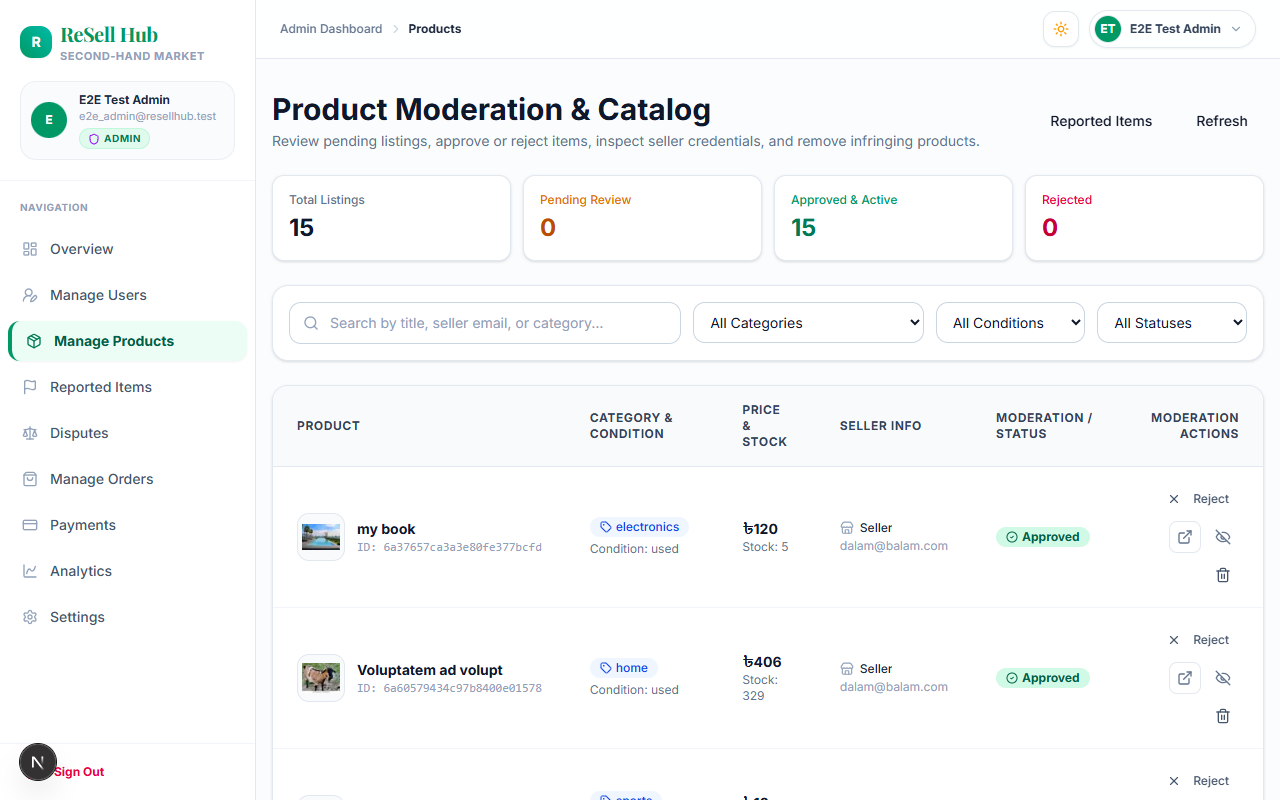 R
ReSell Hub
SECOND-HAND MARKET
E
E2E Test Admin
e2e_admin@resellhub.test
ADMIN
NAVIGATION
Overview
Manage Users
Manage Products
Reported Items
Disputes
Manage Orders
Payments
Analytics
Settings
N
Sign Out
Admin Dashboard
Products
ET
E2E Test Admin
Product Moderation & Catalog
Review pending listings, approve or reject items, inspect seller credentials, and remove infringing products.
Reported Items
Refresh
Total Listings
15
Pending Review
0
Approved & Active
15
Rejected
0
Search by title, seller email, or category...
All Categories
All Conditions
All Statuses
PRODUCT
CATEGORY &
CONDITION
PRICE
&
STOCK
SELLER INFO
MODERATION /
STATUS
MODERATION
ACTIONS
my book
ID: 6a37657ca3a3e80fe377bcfd
electronics
Condition: used
৳120
Stock: 5
Seller
dalam@balam.com
Approved
Reject
Voluptatem ad volupt
ID: 6a60579434c97b8400e01578
home
Condition: used
৳406
Stock:
329
Seller
dalam@balam.com
Approved
Reject
Reject